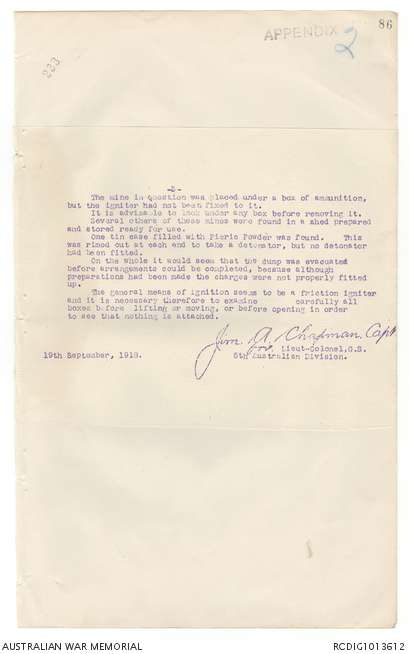 86
APPENDIX 2
233
-3-
The mine in question was placed under a box of ammunition,
but the igniter had not been fixed to it.
It is advisable to look under any box before removing it.
Several others of these mines were found in a shed prepared
and stored ready for use.
One tin case filled with Picric Powder was found. This
was rimed out at each end to take a detonator, but no detonator
had been fitted.
On the whole it would seem that the dump was evacuated
before arrangements could be completed, because although
preparations had been made the charges were not properly fitted
up.
The general means of ignition seems to be a friction igniter
and it is necessary therefore to examine carefully all
boxes before lifting or moving, or before opening in order
to see that nothing is attached.
Jim A. Chapman Capt
for Lieut-Colonel, G.S.
19th September, 1918. 5th Australian Division.
AUSTRALIAN WAR MEMORIAL
RCDIG1013612